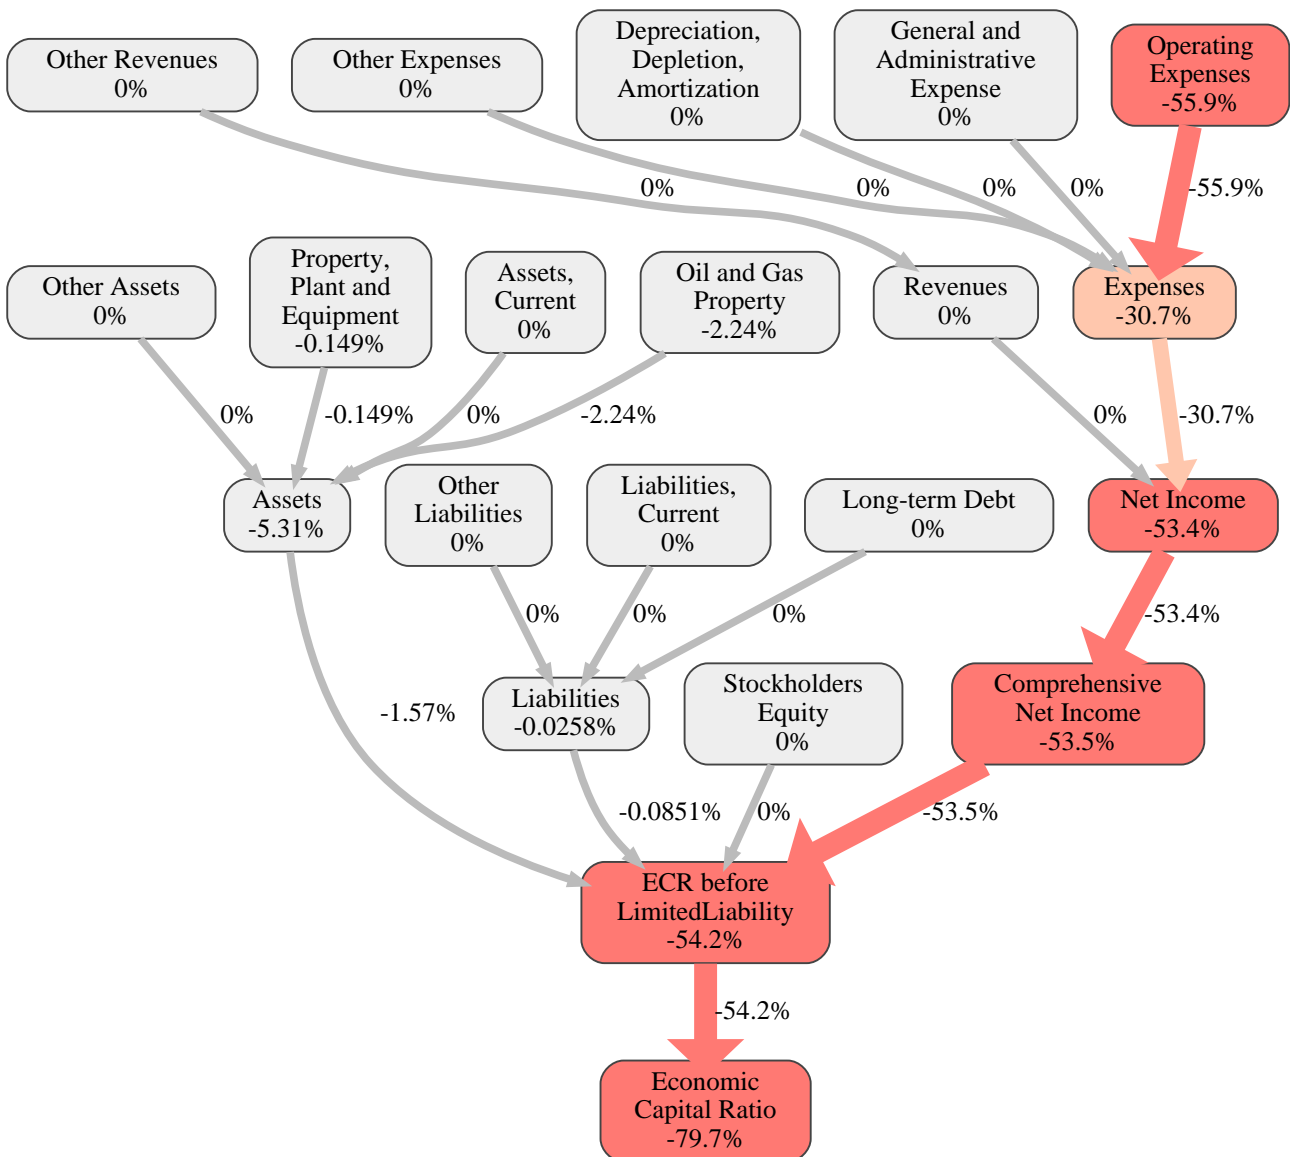 Other Revenues
0%
Other Expenses
0%
Depreciation,
Depletion,
Amortization
0%
General and
Administrative
Expense
0%
Operating
Expenses
-55.9%
0%
0%
0%
0%
-55.9%
Other Assets
0%
Property,
Plant and
Equipment
-0.149%
Assets,
Current
0%
Oil and Gas
Property
-2.24%
Revenues
0%
Expenses
-30.7%
0%
-0.149%
0%
-2.24%
0%
-30.7%
Assets
-5.31%
Other
Liabilities
0%
Liabilities,
Current
0%
Long-term Debt
0%
Net Income
-53.4%
0%
0%
0%
-53.4%
-1.57%
Liabilities
-0.0258%
Stockholders
Equity
0%
Comprehensive
Net Income
-53.5%
-0.0851%
0%
-53.5%
ECR before
LimitedLiability
-54.2%
-54.2%
Economic
Capital Ratio
-79.7%